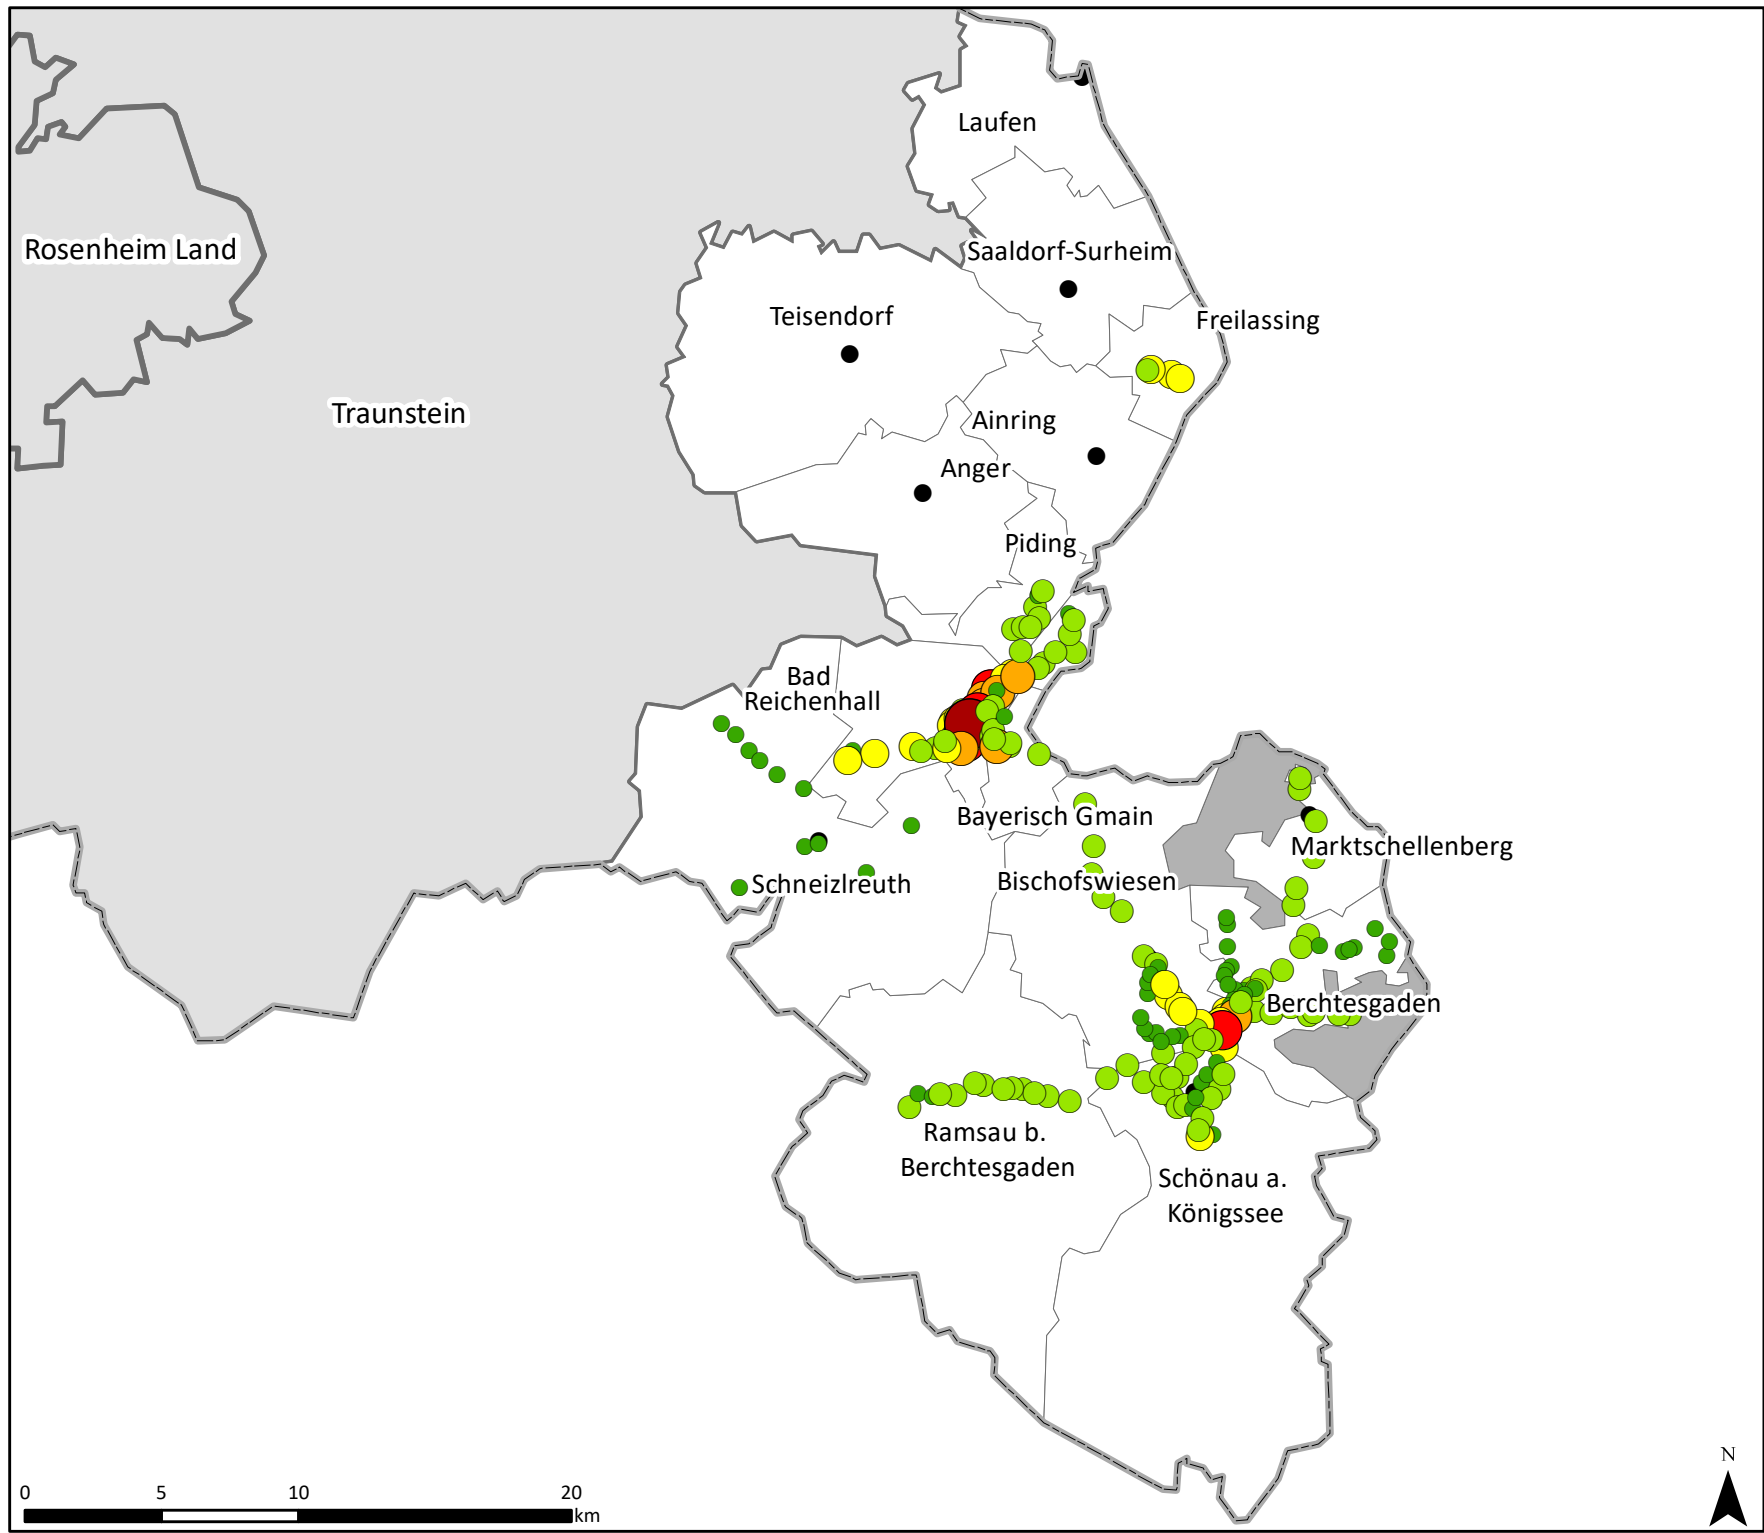 Laufen
Rosenheim Land
Saaldorf-Surheim
Teisendorf
Freilassing
Traunstein
Ainring
Anger
Piding
Bad
Reichenhall
Bayerisch Gmain
Marktschellenberg
Schneizlreuth
Bischofswiesen
Berchtesgaden
Ramsau b.
Berchtesgaden
Schönau a.
Königssee
N
0 5 10 20
km